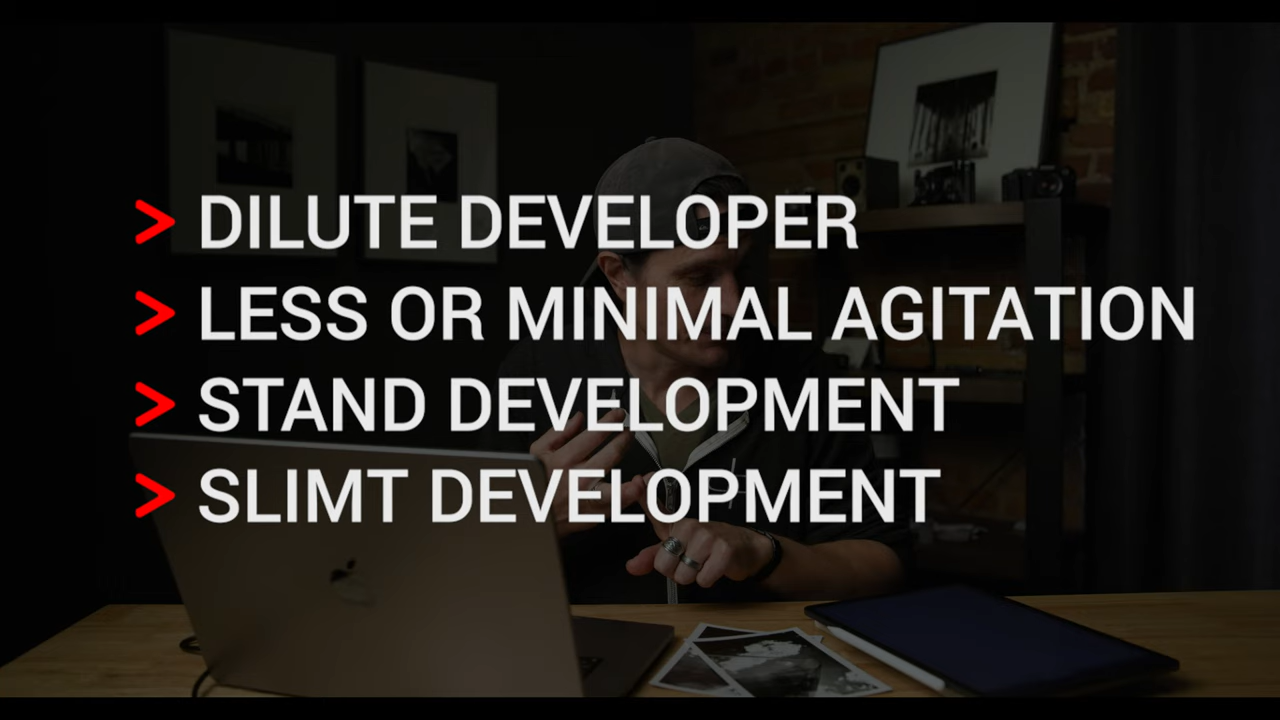 > DILUTE DEVELOPER
> LESS OR MINIMAL AGITATION
> STAND DEVELOPMENT
> SLIMT DEVELOPMENT